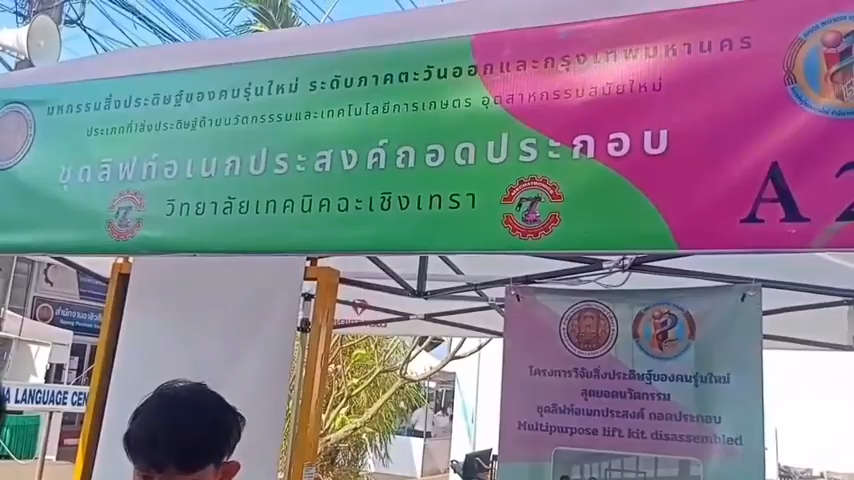 มหกรรมสิ่งประดิษฐ์ของคนรุ่นใหม่ ระดับภาคตะวันออกและกรุงเทพมหานคร
ประเภทที่ สิ่งประดิษฐ์ด้านนวัตกรรมและเทคโนโลยีการเกษตร อุตสาหกรรมสมัยใหม่
ชุดลิฟท์อเนกประสงค์ถอดประกอบ
วิทยาลัยเทคนิคฉะเชิงเทรา
A2
โครงการวิจัยสิ่งประดิษฐ์ของคนรุ่นใหม่
สุดยอดนวัตกรรม
ชุดลิฟต์เอนกประสงค์ ถอดประกอบ
Multipurpose lift kit disassembled
LANGUAGE CEN